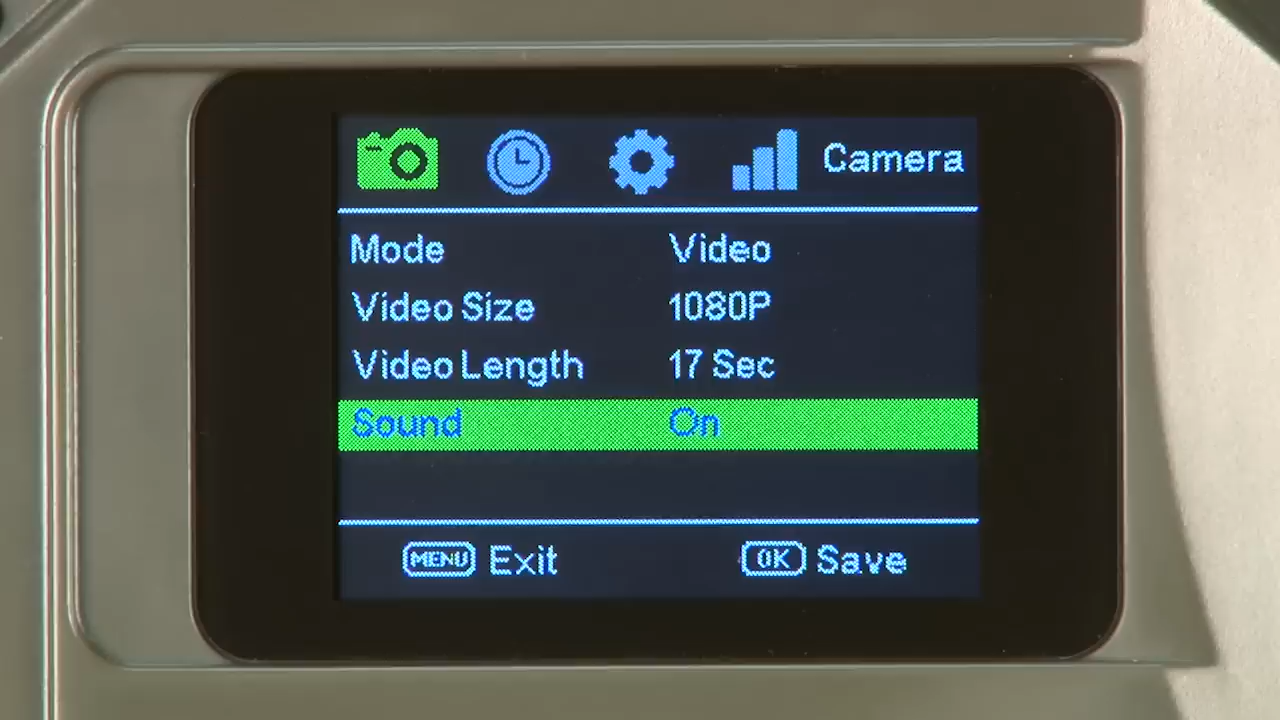 Camera
Mode Video
Video Size 1080P
Video Length 17 Sec
Sound On
MENU Exit OK Save